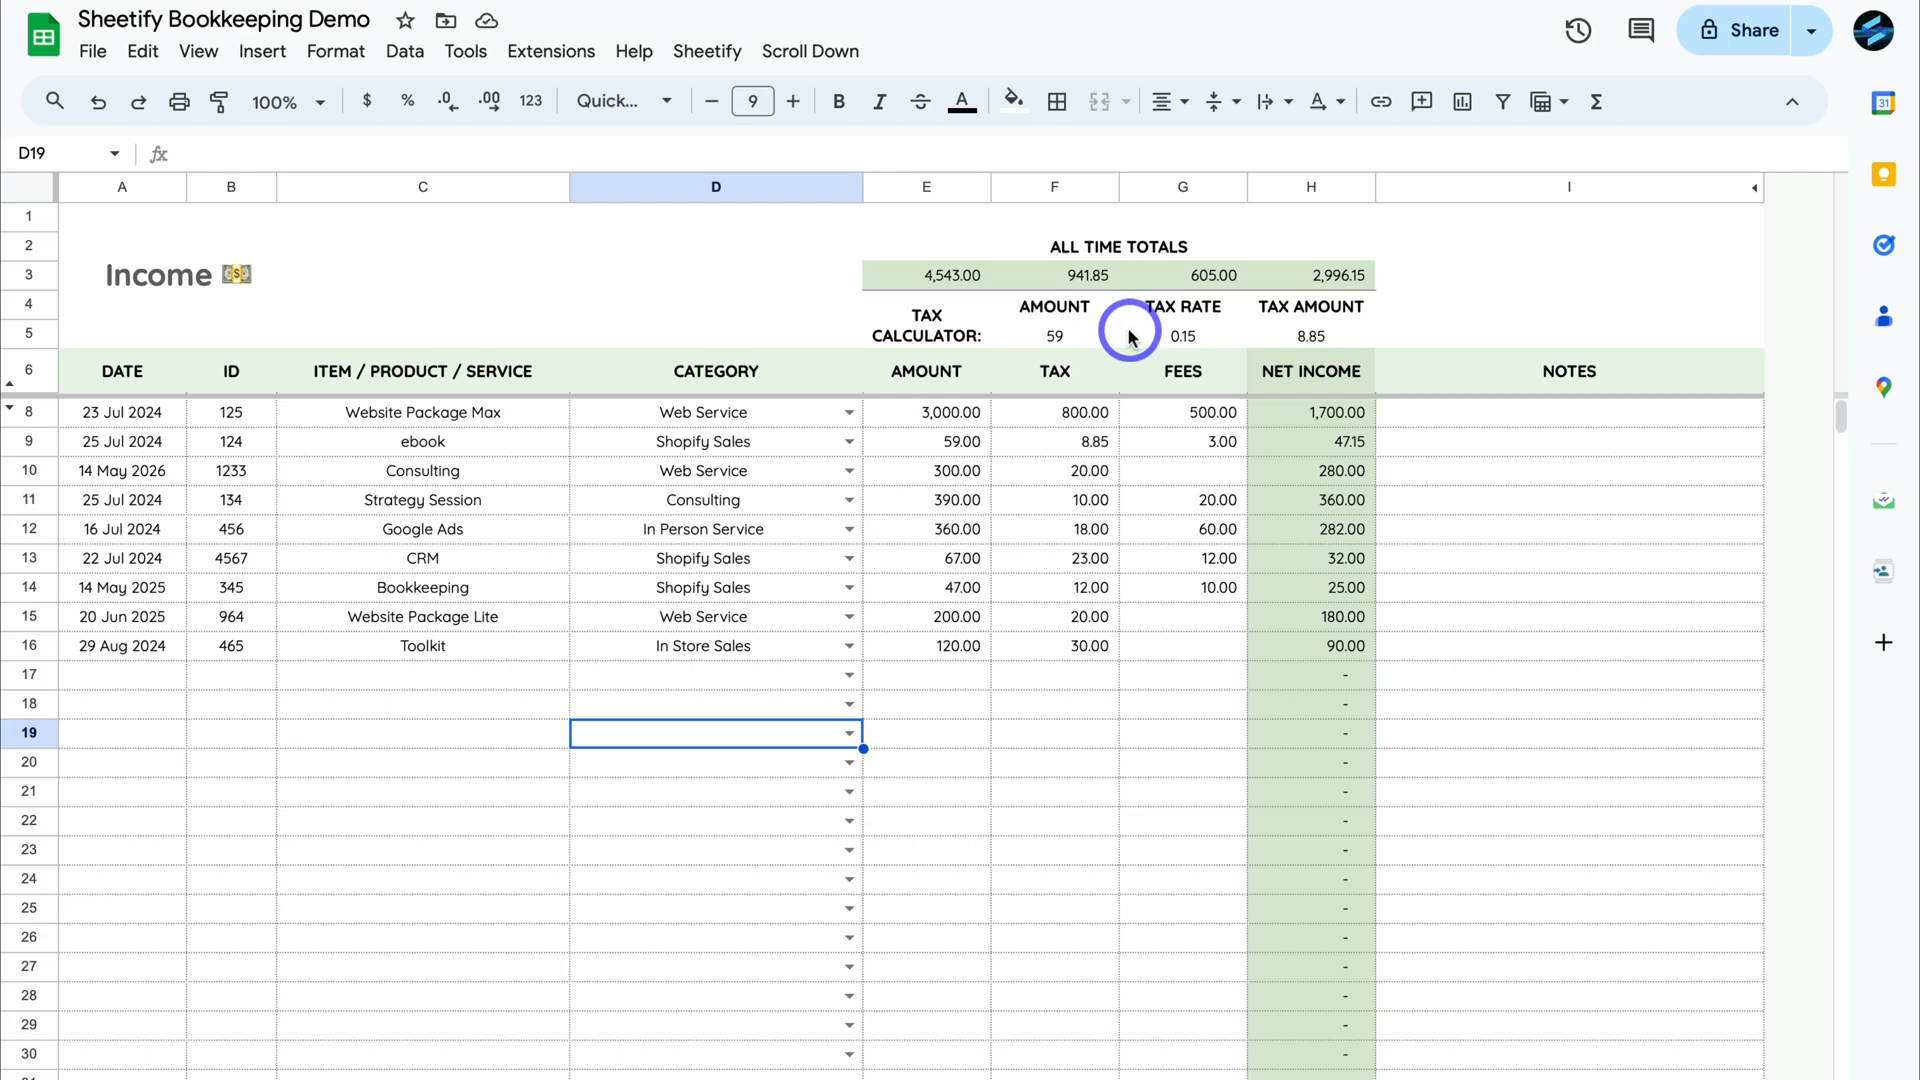 Sheetify Bookkeeping Demo
File Edit View Insert Format Data Tools Extensions Help Sheetify Scroll Down
Share
100% $ % .0 .00 123 Quick... 9 B I S A
31
D19 fx
A B C D E F G H I
1
2 ALL TIME TOTALS
3 Income 4,543.00 941.85 605.00 2,996.15
4 AMOUNT TAX RATE TAX AMOUNT
TAX
5 CALCULATOR: 59 0.15 8.85
6 DATE ID ITEM / PRODUCT / SERVICE CATEGORY AMOUNT TAX FEES NET INCOME NOTES
8 23 Jul 2024 125 Website Package Max Web Service 3,000.00 800.00 500.00 1,700.00
9 25 Jul 2024 124 ebook Shopify Sales 59.00 8.85 3.00 47.15
10 14 May 2026 1233 Consulting Web Service 300.00 20.00 280.00
11 25 Jul 2024 134 Strategy Session Consulting 390.00 10.00 20.00 360.00
12 16 Jul 2024 456 Google Ads In Person Service 360.00 18.00 60.00 282.00
13 22 Jul 2024 4567 CRM Shopify Sales 67.00 23.00 12.00 32.00
14 14 May 2025 345 Bookkeeping Shopify Sales 47.00 12.00 10.00 25.00
15 20 Jun 2025 964 Website Package Lite Web Service 200.00 20.00 180.00
16 29 Aug 2024 465 Toolkit In Store Sales 120.00 30.00 90.00
17 -
18 -
19 -
20 -
21 -
22 -
23 -
24 -
25 -
26 -
27 -
28 -
29 -
30 -